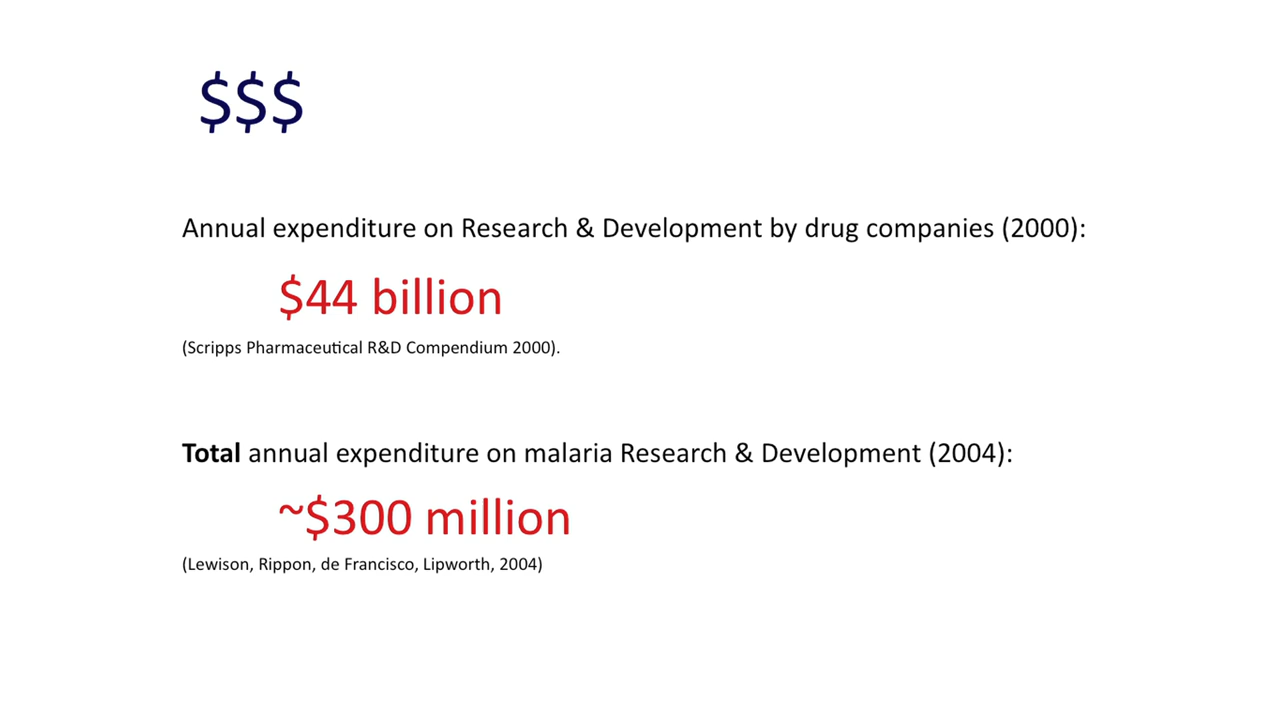 $$$
Annual expenditure on Research & Development by drug companies (2000):
$44 billion
(Scripps Pharmaceutical R&D Compendium 2000).
Total annual expenditure on malaria Research & Development (2004):
~$300 million
(Lewison, Rippon, de Francisco, Lipworth, 2004)